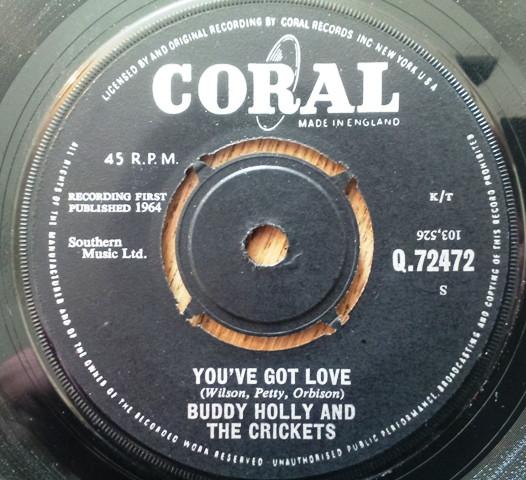 LICENSED BY AND ORIGINAL RECORDING BY CORAL RECORDS INC NEW YORK U S A
CORAL
MADE IN ENGLAND
45 R.P.M.
RECORDING FIRST
PUBLISHED 1964
Southern
Music Ltd.
K/T
103,526
Q.72472
S
YOU'VE GOT LOVE
(Wilson, Petty, Orbison)
BUDDY HOLLY AND
THE CRICKETS
ALL RIGHTS OF THE MANUFACTURER AND OF THE OWNER OF THE RECORDED WORK RESERVED UNAUTHORISED PUBLIC PERFORMANCE, BROADCASTING AND COPYING OF THIS RECORD PROHIBITED